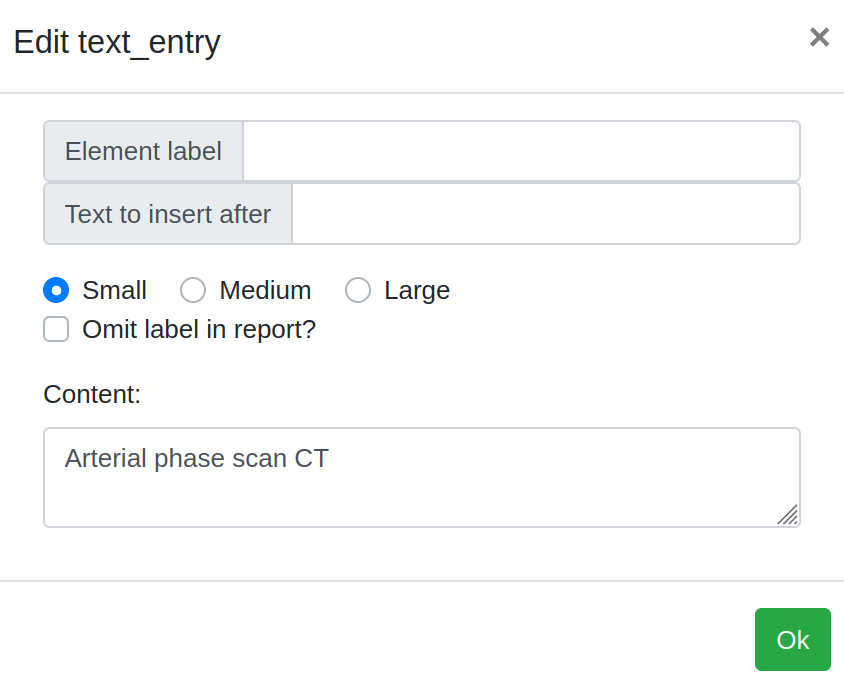 Edit text_entry ×
Element label
Text to insert after
Small Medium Large
Omit label in report?
Content:
Arterial phase scan CT
Ok